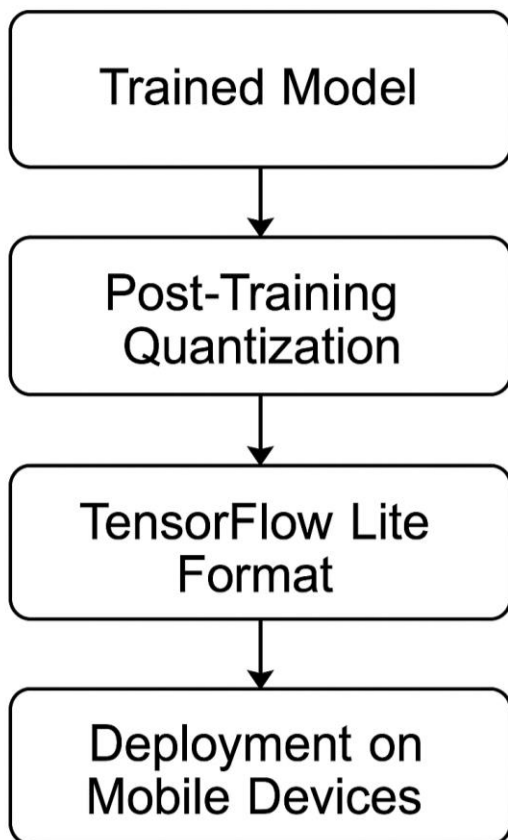 Trained Model
Post-Training
Quantization
TensorFlow Lite
Format
Deployment on
Mobile Devices